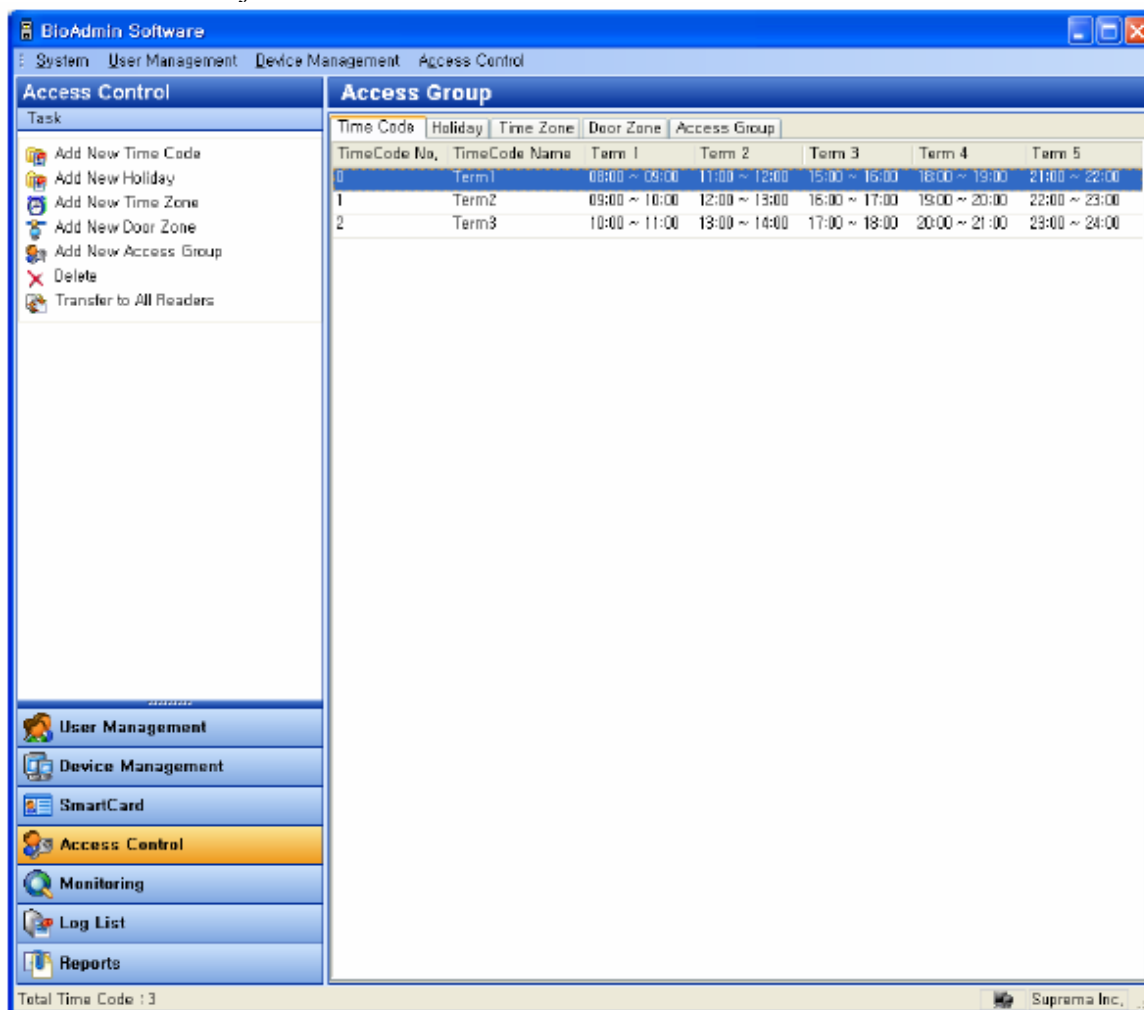 BioAdmin Software
System User Management Device Management Access Control
Access Control
Task
Add New Time Code
Add New Holiday
Add New Time Zone
Add New Door Zone
Add New Access Group
Delete
Transfer to All Readers
User Management
Device Management
SmartCard
Access Control
Monitoring
Log List
Reports
Access Group
Time Code Holiday Time Zone Door Zone Access Group
TimeCode No, TimeCode Name Term 1 Term 2 Term 3 Term 4 Term 5
0 Term1 08:00 ~ 09:00 11:00 ~ 12:00 15:00 ~ 16:00 18:00 ~ 19:00 21:00 ~ 22:00
1 Term2 09:00 ~ 10:00 12:00 ~ 13:00 16:00 ~ 17:00 19:00 ~ 20:00 22:00 ~ 23:00
2 Term3 10:00 ~ 11:00 13:00 ~ 14:00 17:00 ~ 18:00 20:00 ~ 21:00 23:00 ~ 24:00
Total Time Code : 3 Suprema Inc,